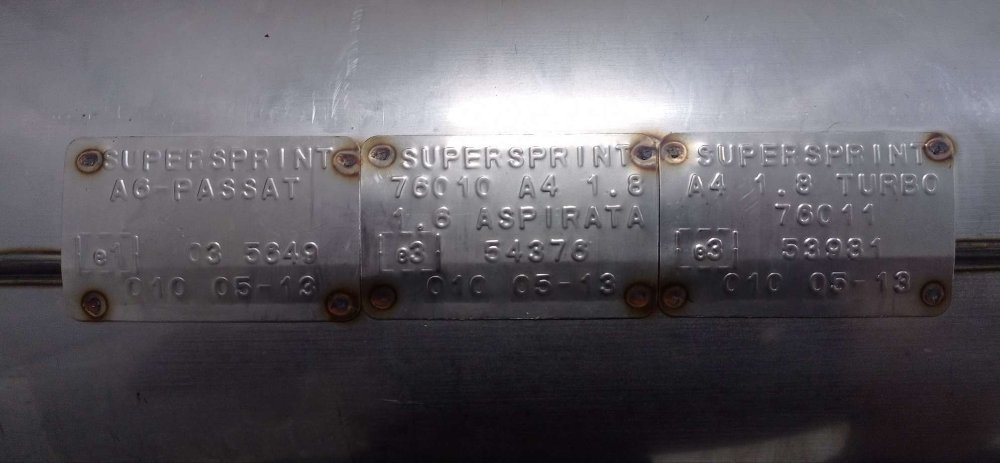 SUPERSPRINT
A6-PASSAT
e1 03 5649
010 05-13
SUPERSPRINT
76010 A4 1.8
1.6 ASPIRATA
e3 54378
010 05-13
SUPERSPRINT
A4 1.8 TURBO
76011
e3 53931
010 05-13